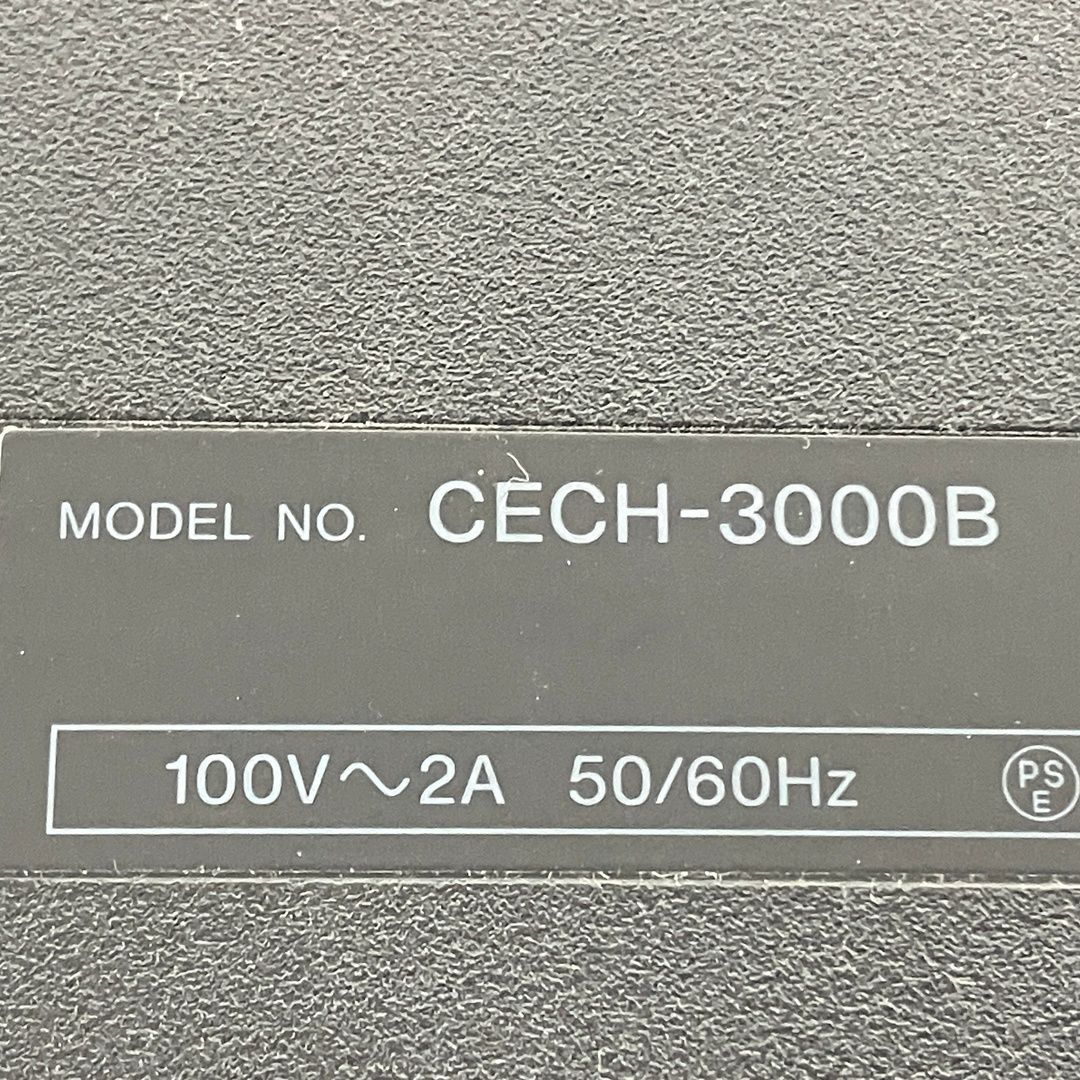 MODEL NO. CECH-3000B
100V～2A 50/60Hz PSE